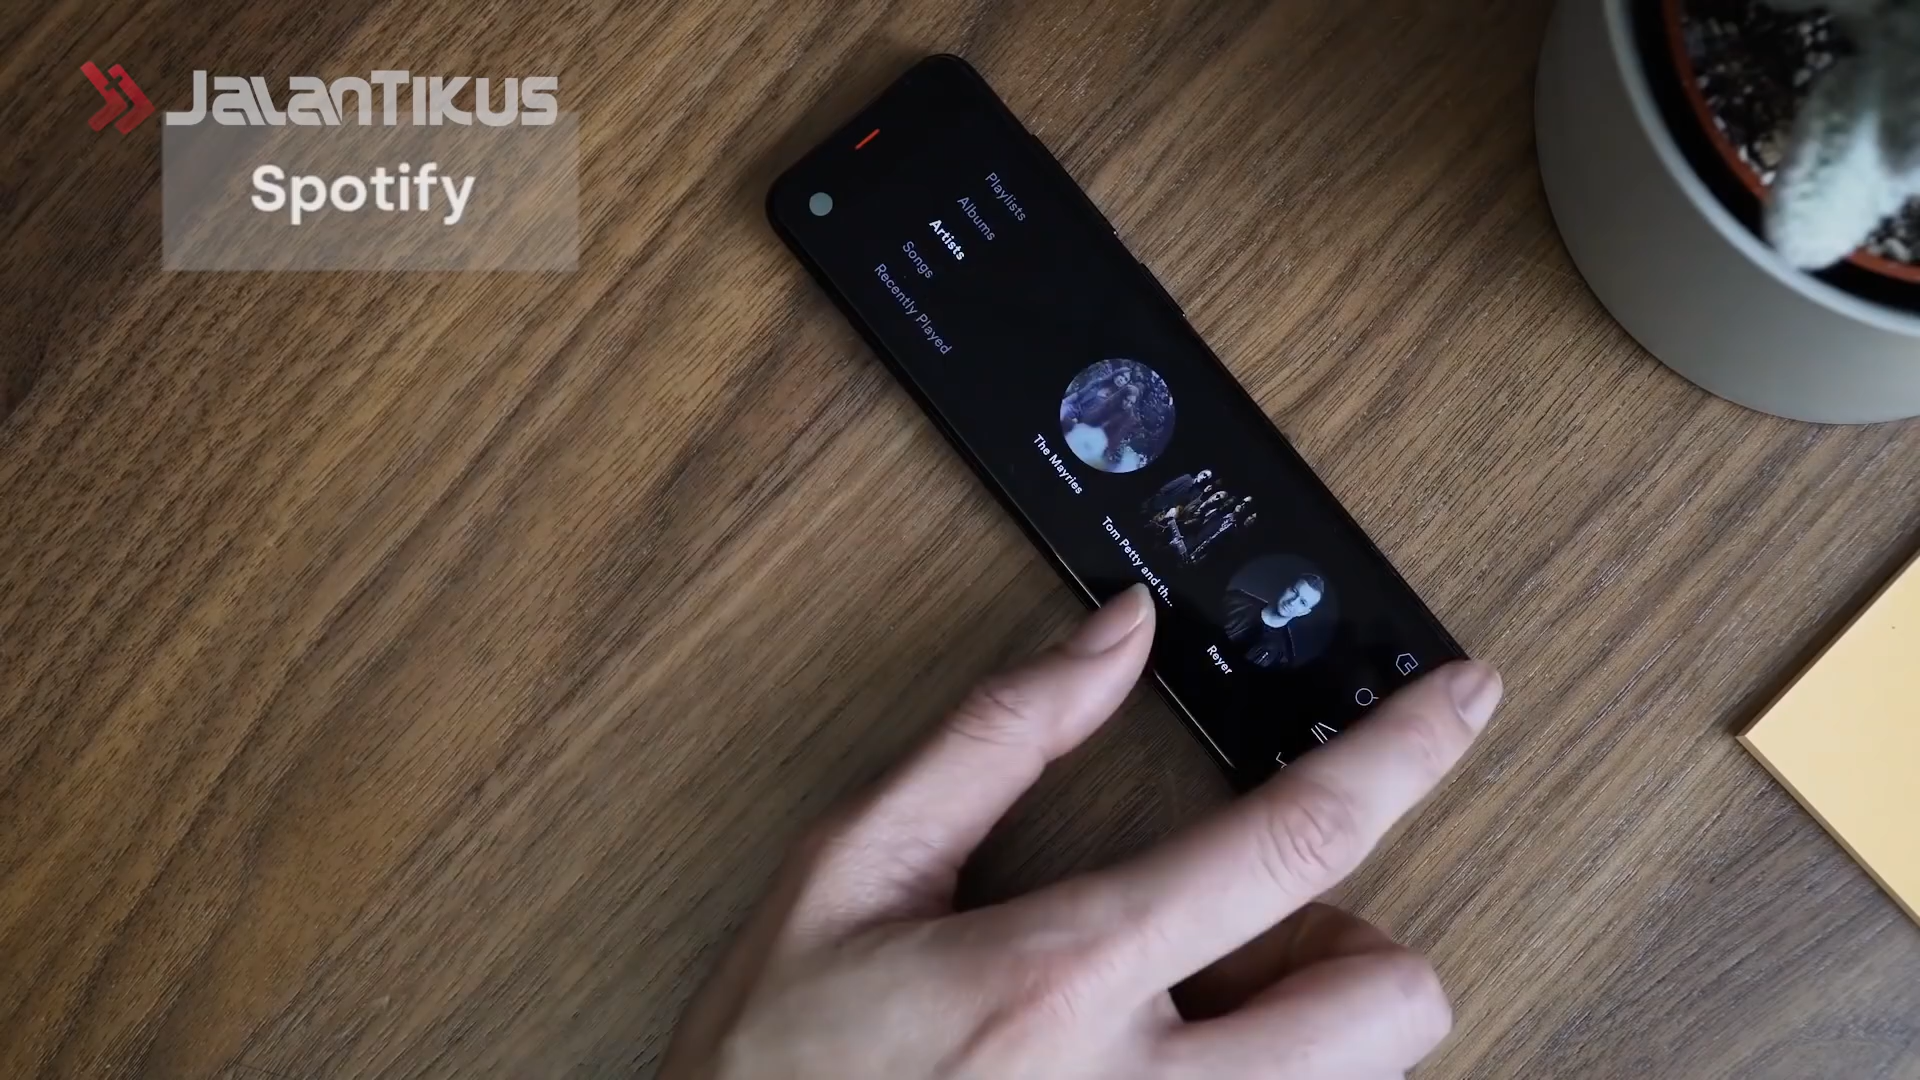 JALANTIKUS
Spotify
Playlists
Albums
Artists
Songs
Recently Played
The Mayries
Tom Petty and th...
Reyer